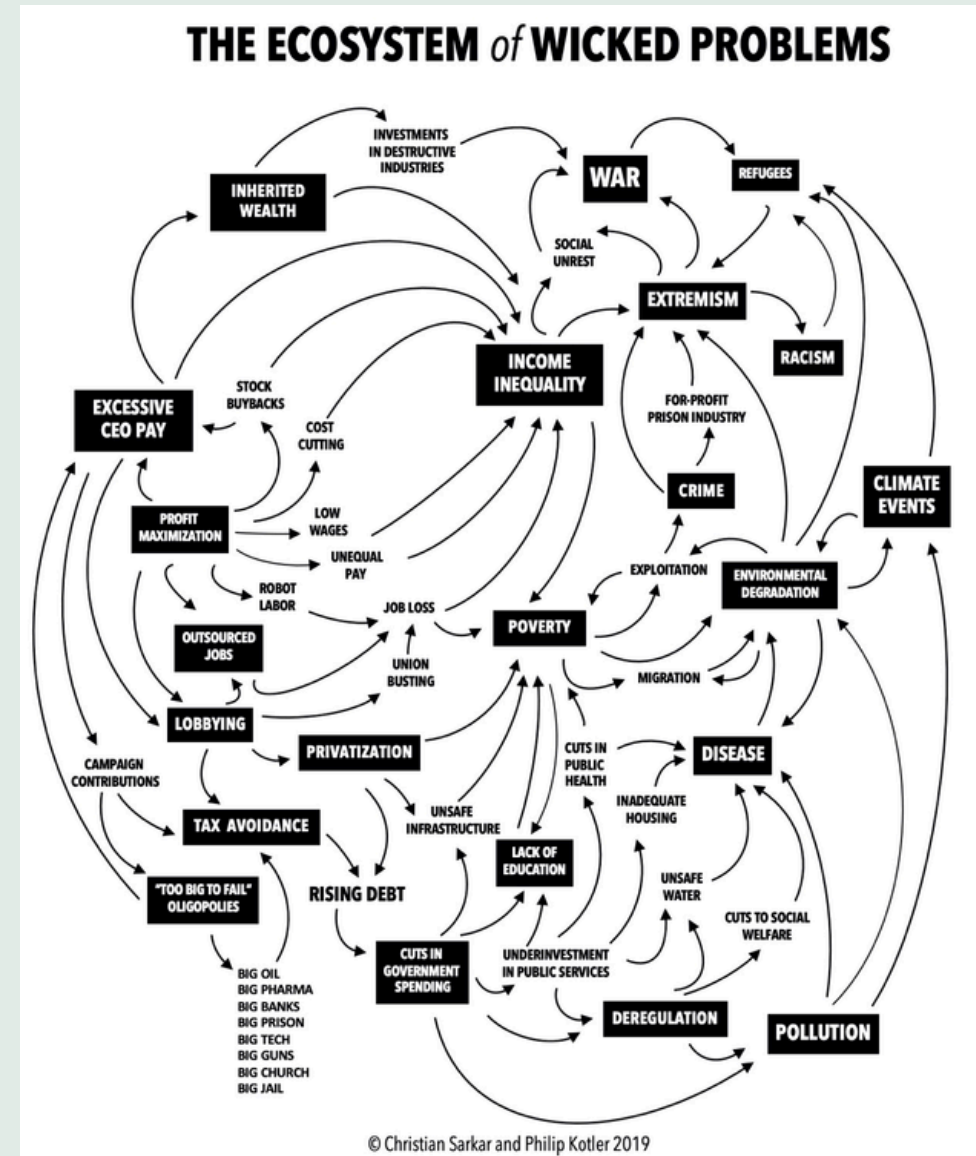 THE ECOSYSTEM of WICKED PROBLEMS
INVESTMENTS
IN DESTRUCTIVE
INDUSTRIES
WAR
REFUGEES
INHERITED
WEALTH
SOCIAL
UNREST
EXTREMISM
RACISM
INCOME
INEQUALITY
STOCK
BUYBACKS
EXCESSIVE
CEO PAY
COST
CUTTING
FOR-PROFIT
PRISON INDUSTRY
CRIME
CLIMATE
EVENTS
PROFIT
MAXIMIZATION
LOW
WAGES
UNEQUAL
PAY
EXPLOITATION
ENVIRONMENTAL
DEGRADATION
ROBOT
LABOR
JOB LOSS
POVERTY
OUTSOURCED
JOBS
UNION
BUSTING
MIGRATION
LOBBYING
PRIVATIZATION
CUTS IN
PUBLIC
HEALTH
DISEASE
CAMPAIGN
CONTRIBUTIONS
INADEQUATE
HOUSING
TAX AVOIDANCE
UNSAFE
INFRASTRUCTURE
LACK OF
EDUCATION
"TOO BIG TO FAIL"
OLIGOPOLIES
RISING DEBT
UNSAFE
WATER
CUTS TO SOCIAL
WELFARE
CUTS IN
GOVERNMENT
SPENDING
UNDERINVESTMENT
IN PUBLIC SERVICES
BIG OIL
BIG PHARMA
BIG BANKS
BIG PRISON
BIG TECH
BIG GUNS
BIG CHURCH
BIG JAIL
DEREGULATION
POLLUTION
© Christian Sarkar and Philip Kotler 2019